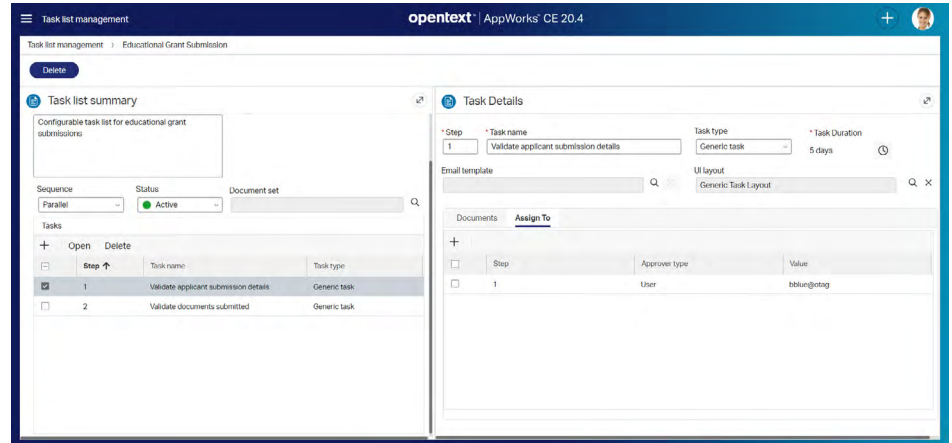 Task list management
opentext™ | AppWorks™ CE 20.4
Task list management > Educational Grant Submission
Delete
Task list summary
Configurable task list for educational grant
submissions
Sequence
Status
Document set
Parallel
Active
Tasks
+ Open Delete
Step ↑ Task name Task type
1 Validate applicant submission details Generic task
2 Validate documents submitted Generic task
Task Details
* Step * Task name Task type * Task Duration
1 Validate applicant submission details Generic task 5 days
Email template UI layout
Generic Task Layout
Documents Assign To
+
Step Approver type Value
1 User bblue@otag